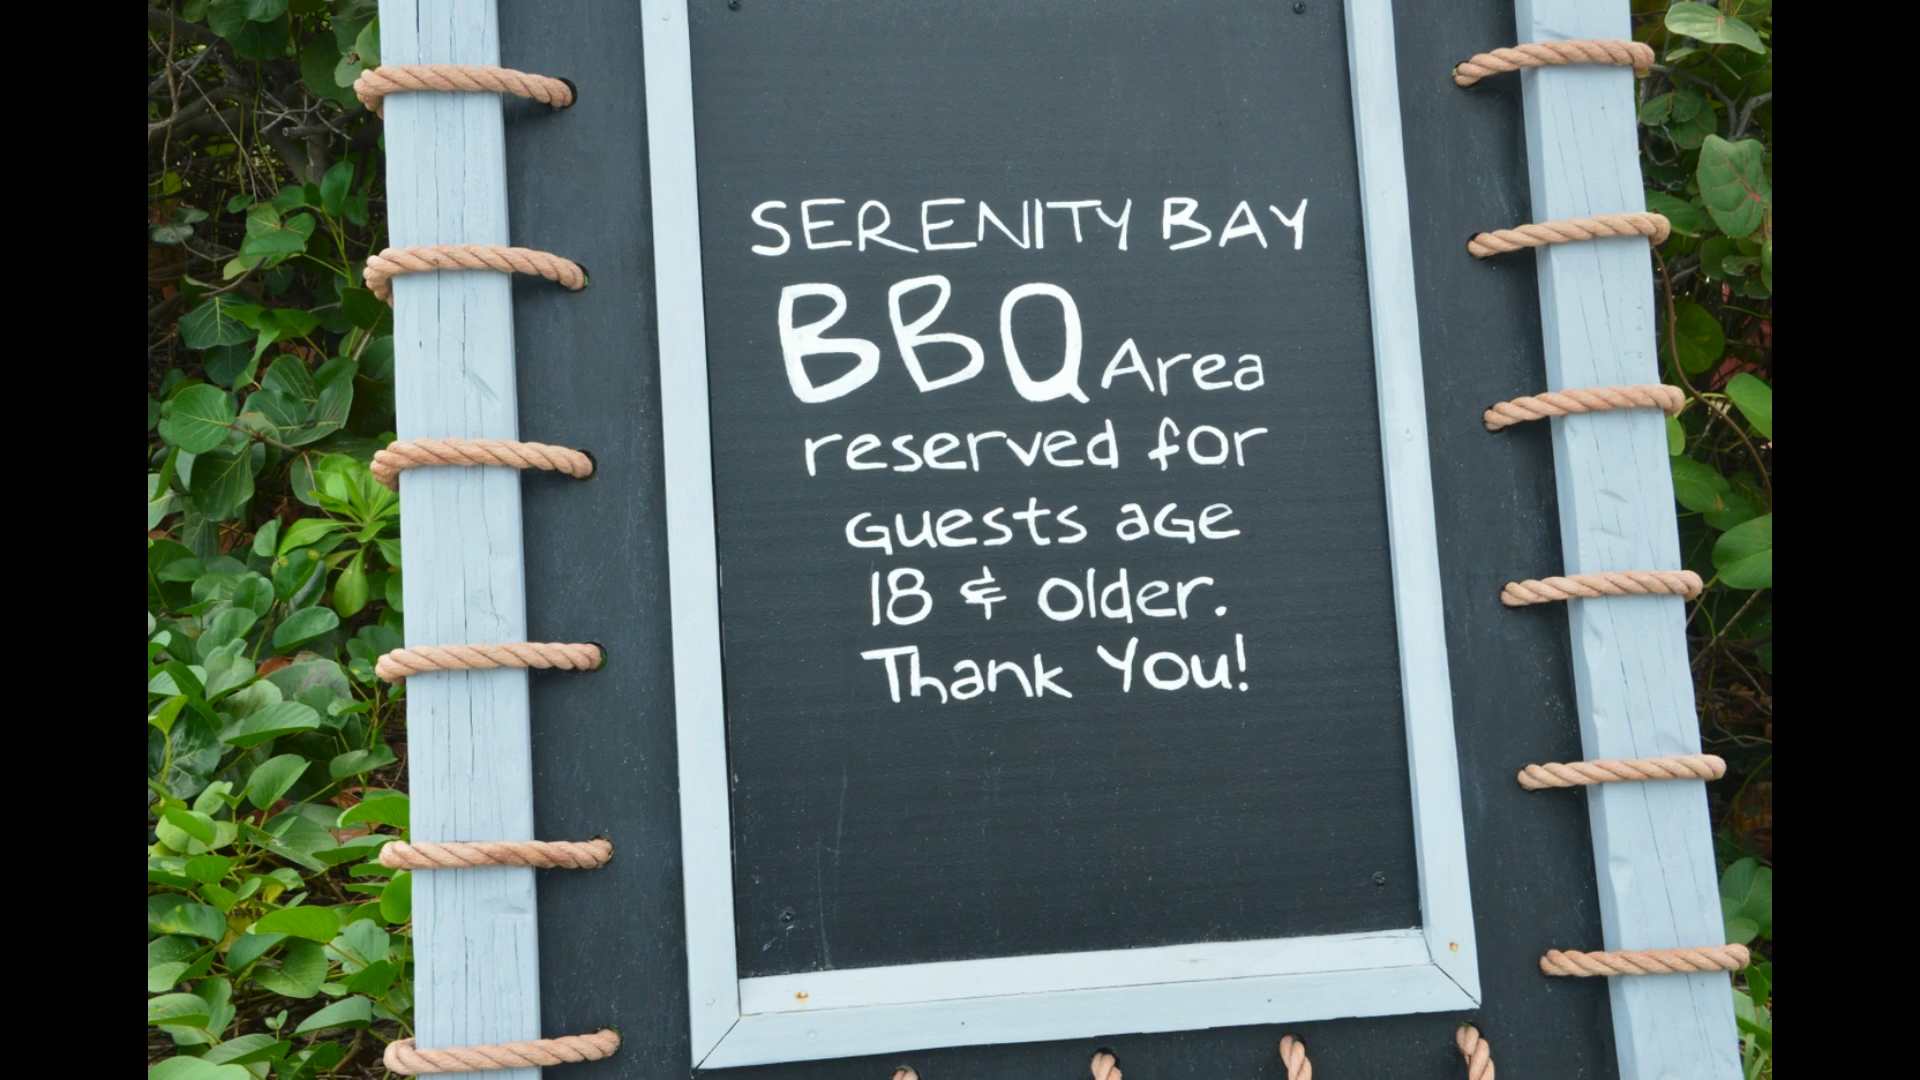 SERENITY BAY
BBQ Area
reserved for
Guests aGe
18 & older.
Thank You!